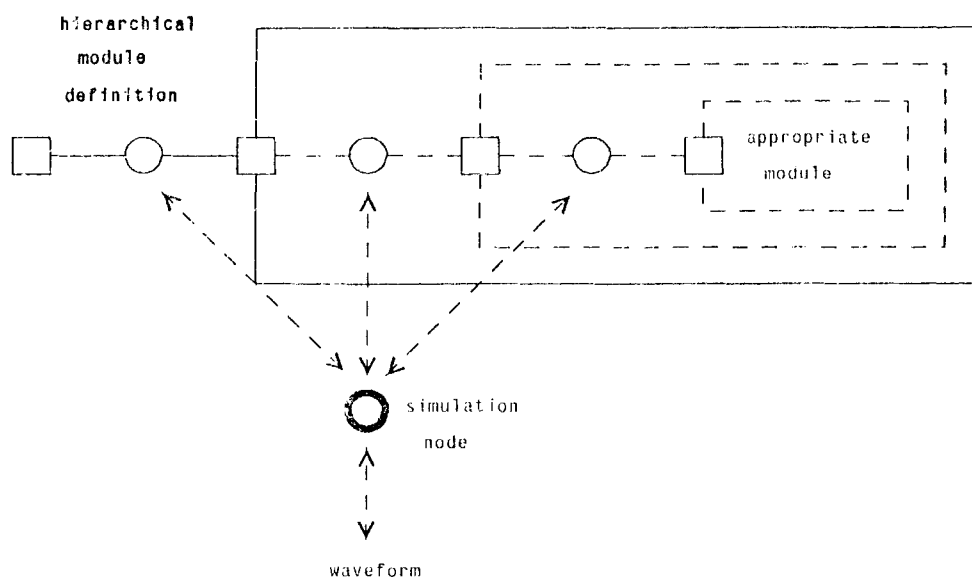 hierarchical
module
definition
appropriate
module
simulation
node
waveform